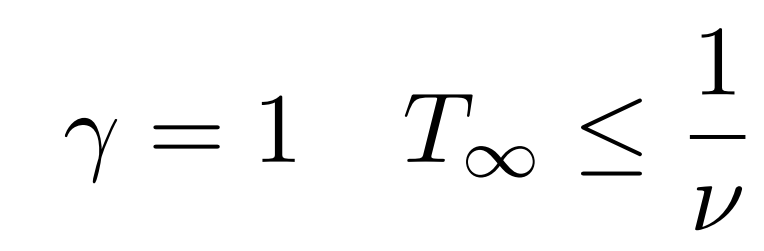 γ = 1 T∞ ≤ 1/ν